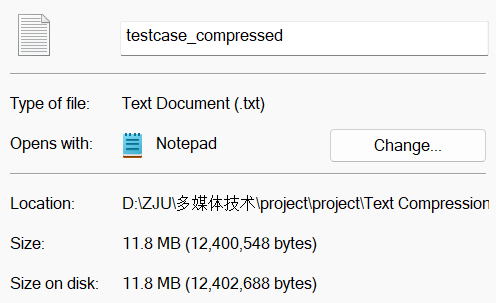 testcase_compressed
Type of file: Text Document (.txt)
Opens with: Notepad Change...
Location: D:\ZJU\多媒体技术\project\project\Text Compression
Size: 11.8 MB (12,400,548 bytes)
Size on disk: 11.8 MB (12,402,688 bytes)